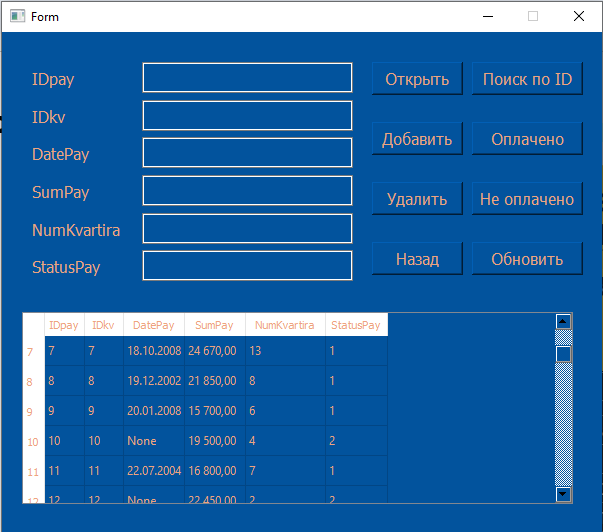 Form
IDpay Открыть Поиск по ID
IDkv
DatePay Добавить Оплачено
SumPay Удалить Не оплачено
NumKvartira
StatusPay Назад Обновить
IDpay IDkv DatePay SumPay NumKvartira StatusPay
7 7 7 18.10.2008 24 670,00 13 1
8 8 8 19.12.2002 21 850,00 8 1
9 9 9 20.01.2008 15 700,00 6 1
10 10 10 None 19 500,00 4 2
11 11 11 22.07.2004 16 800,00 7 1
12 12 12 None 22 450,00 2 2